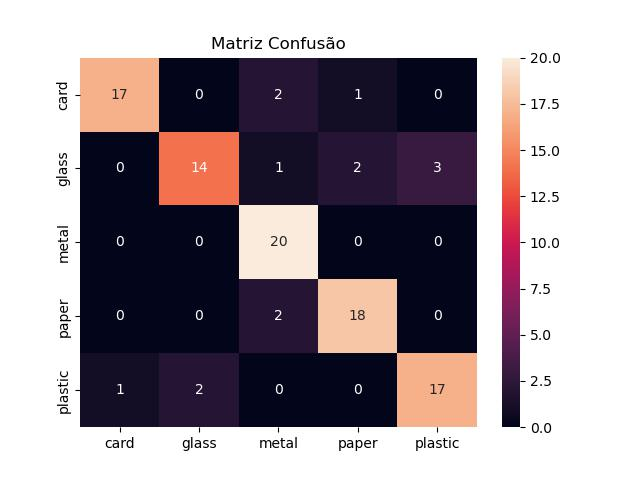 Matriz Confusão
card 17 0 2 1 0
glass 0 14 1 2 3
metal 0 0 20 0 0
paper 0 0 2 18 0
plastic 1 2 0 0 17
card glass metal paper plastic
20.0
17.5
15.0
12.5
10.0
7.5
5.0
2.5
0.0